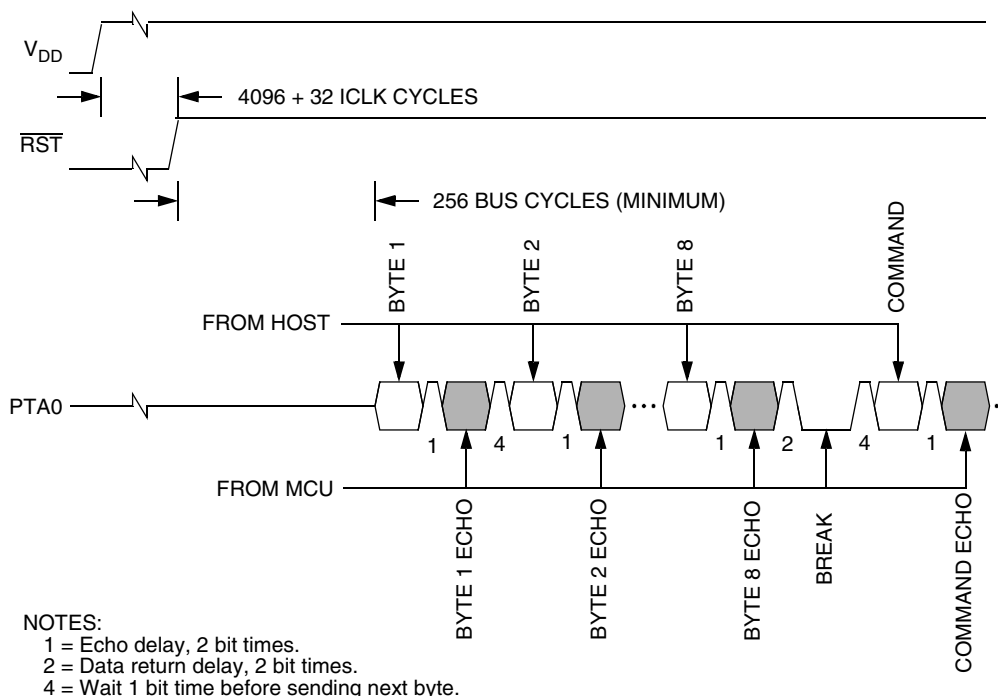 VDD
4096 + 32 ICLK CYCLES
RST
256 BUS CYCLES (MINIMUM)
BYTE 1
BYTE 2
BYTE 8
COMMAND
FROM HOST
PTA0
1
4
1
1
2
4
1
FROM MCU
BYTE 1 ECHO
BYTE 2 ECHO
BYTE 8 ECHO
BREAK
COMMAND ECHO
NOTES:
1 = Echo delay, 2 bit times.
2 = Data return delay, 2 bit times.
4 = Wait 1 bit time before sending next byte.